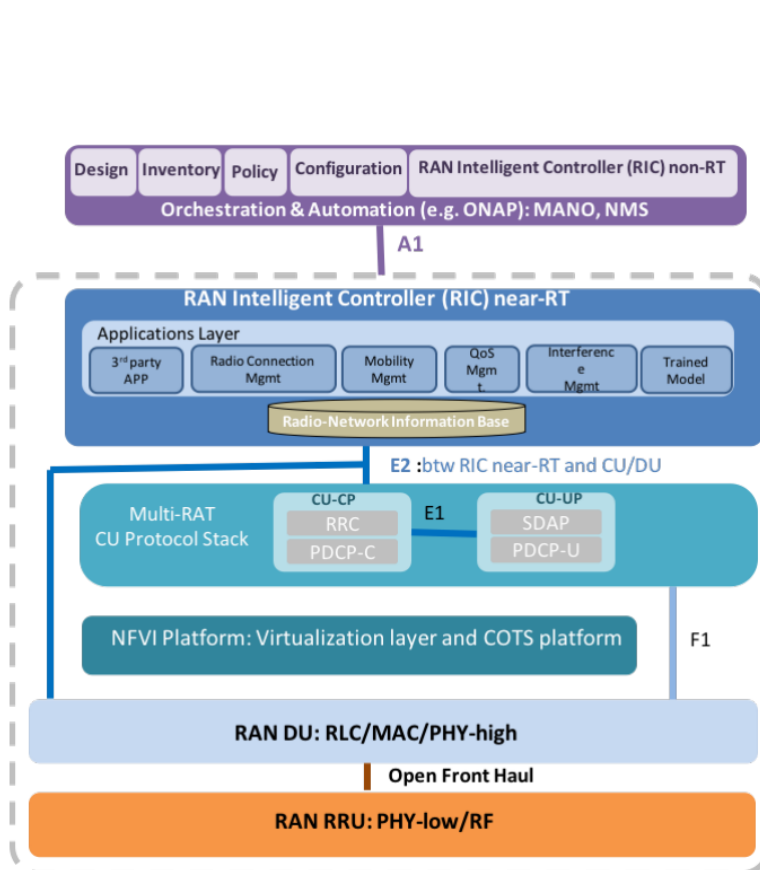 Design Inventory Policy Configuration RAN Intelligent Controller (RIC) non-RT
Orchestration & Automation (e.g. ONAP): MANO, NMS
A1
RAN Intelligent Controller (RIC) near-RT
Applications Layer
3rd party
APP
Radio Connection
Mgmt
Mobility
Mgmt
QoS
Mgm
t.
Interferenc
e
Mgmt
Trained
Model
Radio-Network Information Base
E2 :btw RIC near-RT and CU/DU
Multi-RAT
CU Protocol Stack
CU-CP
RRC
PDCP-C
E1
CU-UP
SDAP
PDCP-U
NFVI Platform: Virtualization layer and COTS platform
F1
RAN DU: RLC/MAC/PHY-high
Open Front Haul
RAN RRU: PHY-low/RF